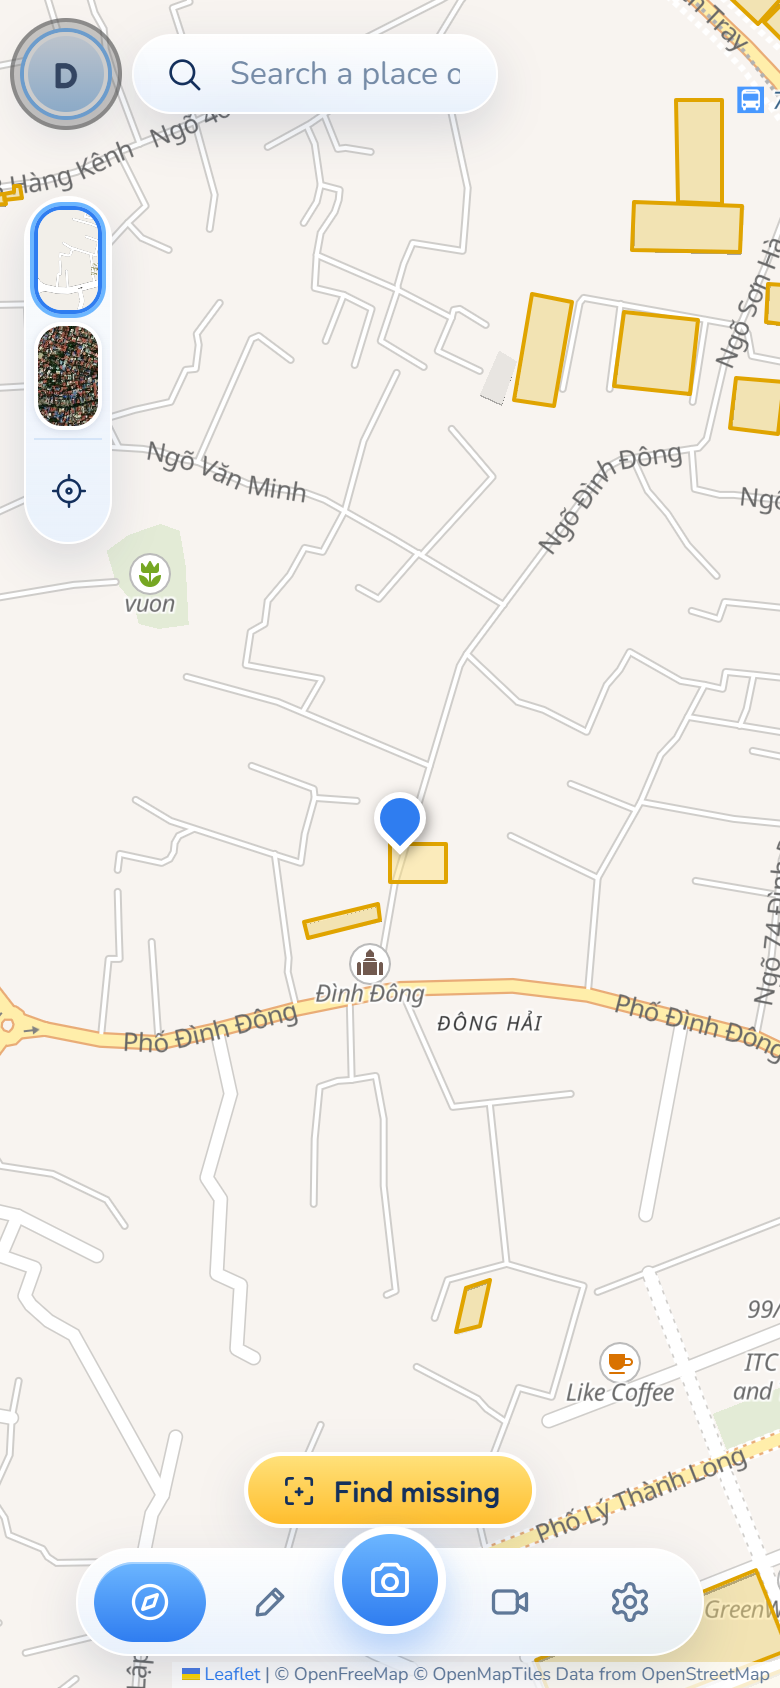 D
Search a place o
Hàng Kênh
Ngõ Sơn Hà
Ngõ Văn Minh
Ngõ Đình Đông
Ngõ
vuon
Ngõ 74 Đình
Đình Đông
ĐÔNG HẢI
Phố Đình Đông
Phố Đình Đông
99/
ITC
and
Like Coffee
Find missing
Phố Lý Thành Long
Leaflet | © OpenFreeMap © OpenMapTiles Data from OpenStreetMap